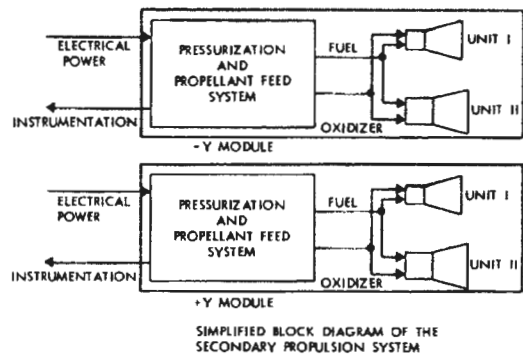 ELECTRICAL
POWER
INSTRUMENTATION
PRESSURIZATION
AND
PROPELLANT FEED
SYSTEM
FUEL
OXIDIZER
UNIT I
UNIT II
-Y MODULE
ELECTRICAL
POWER
INSTRUMENTATION
PRESSURIZATION
AND
PROPELLANT FEED
SYSTEM
FUEL
OXIDIZER
UNIT I
UNIT II
+Y MODULE
SIMPLIFIED BLOCK DIAGRAM OF THE
SECONDARY PROPULSION SYSTEM